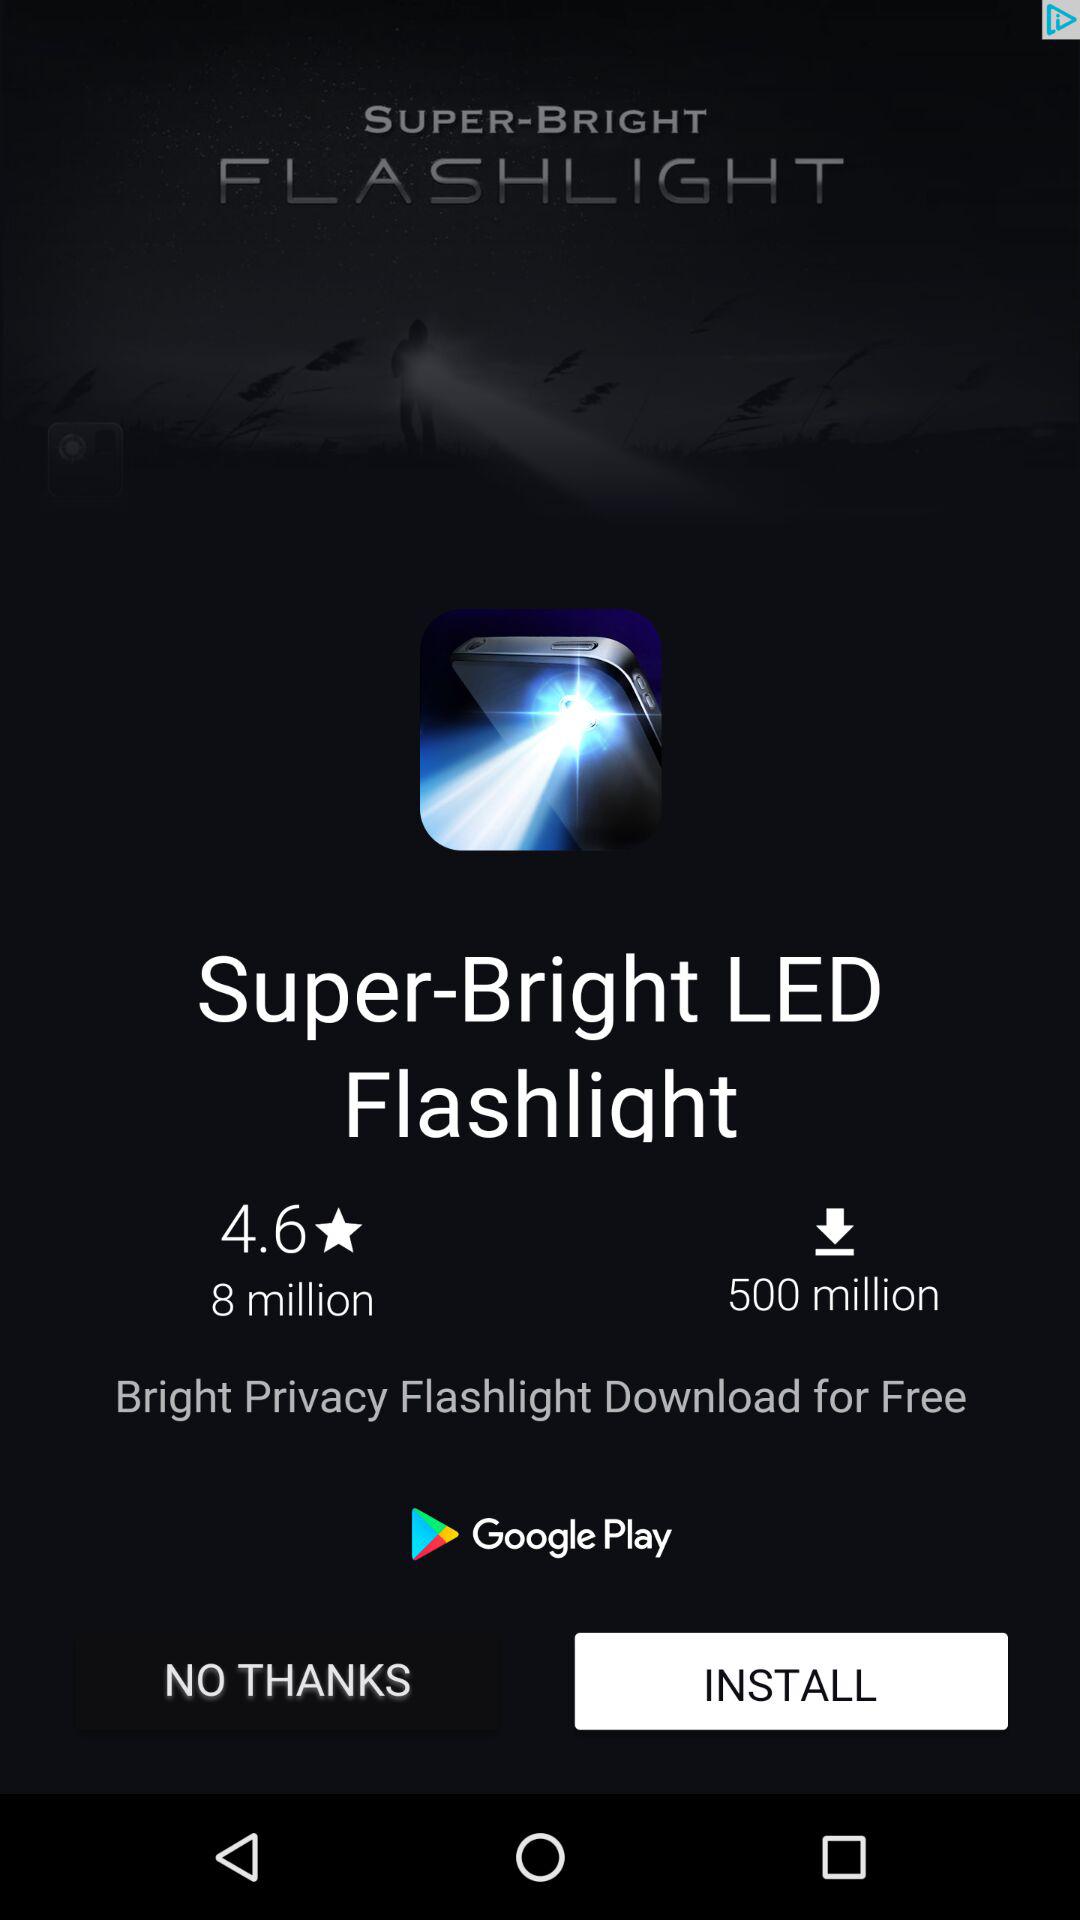 SUPER-BRIGHT
FLASHLIGHT
Super-Bright LED
Flashlight
4.6
8 million
500 million
Bright Privacy Flashlight Download for Free
Google Play
NO THANKS
INSTALL